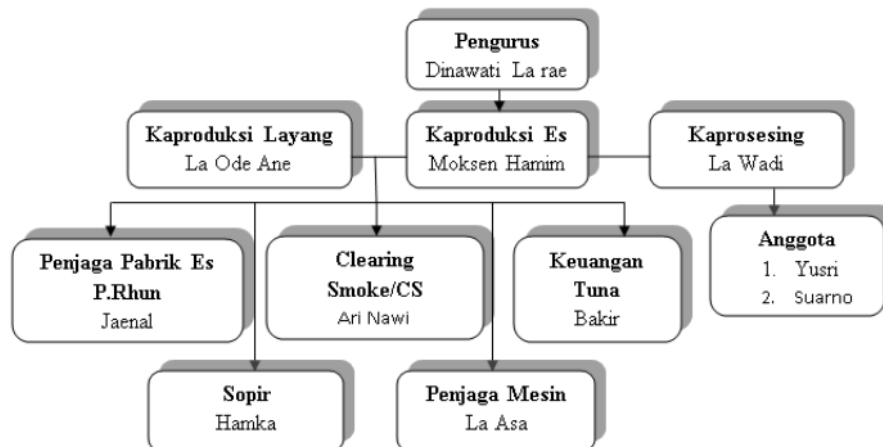 Pengurus
Dinawati La rae
Kaproduksi Layang
La Ode Ane
Kaproduksi Es
Moksen Hamim
Kaprosesing
La Wadi
Penjaga Pabrik Es
P.Rhun
Jaenal
Clearing
Smoke/CS
Ari Nawi
Keuangan
Tuna
Bakir
Anggota
1. Yusri
2. Suarno
Sopir
Hamka
Penjaga Mesin
La Asa